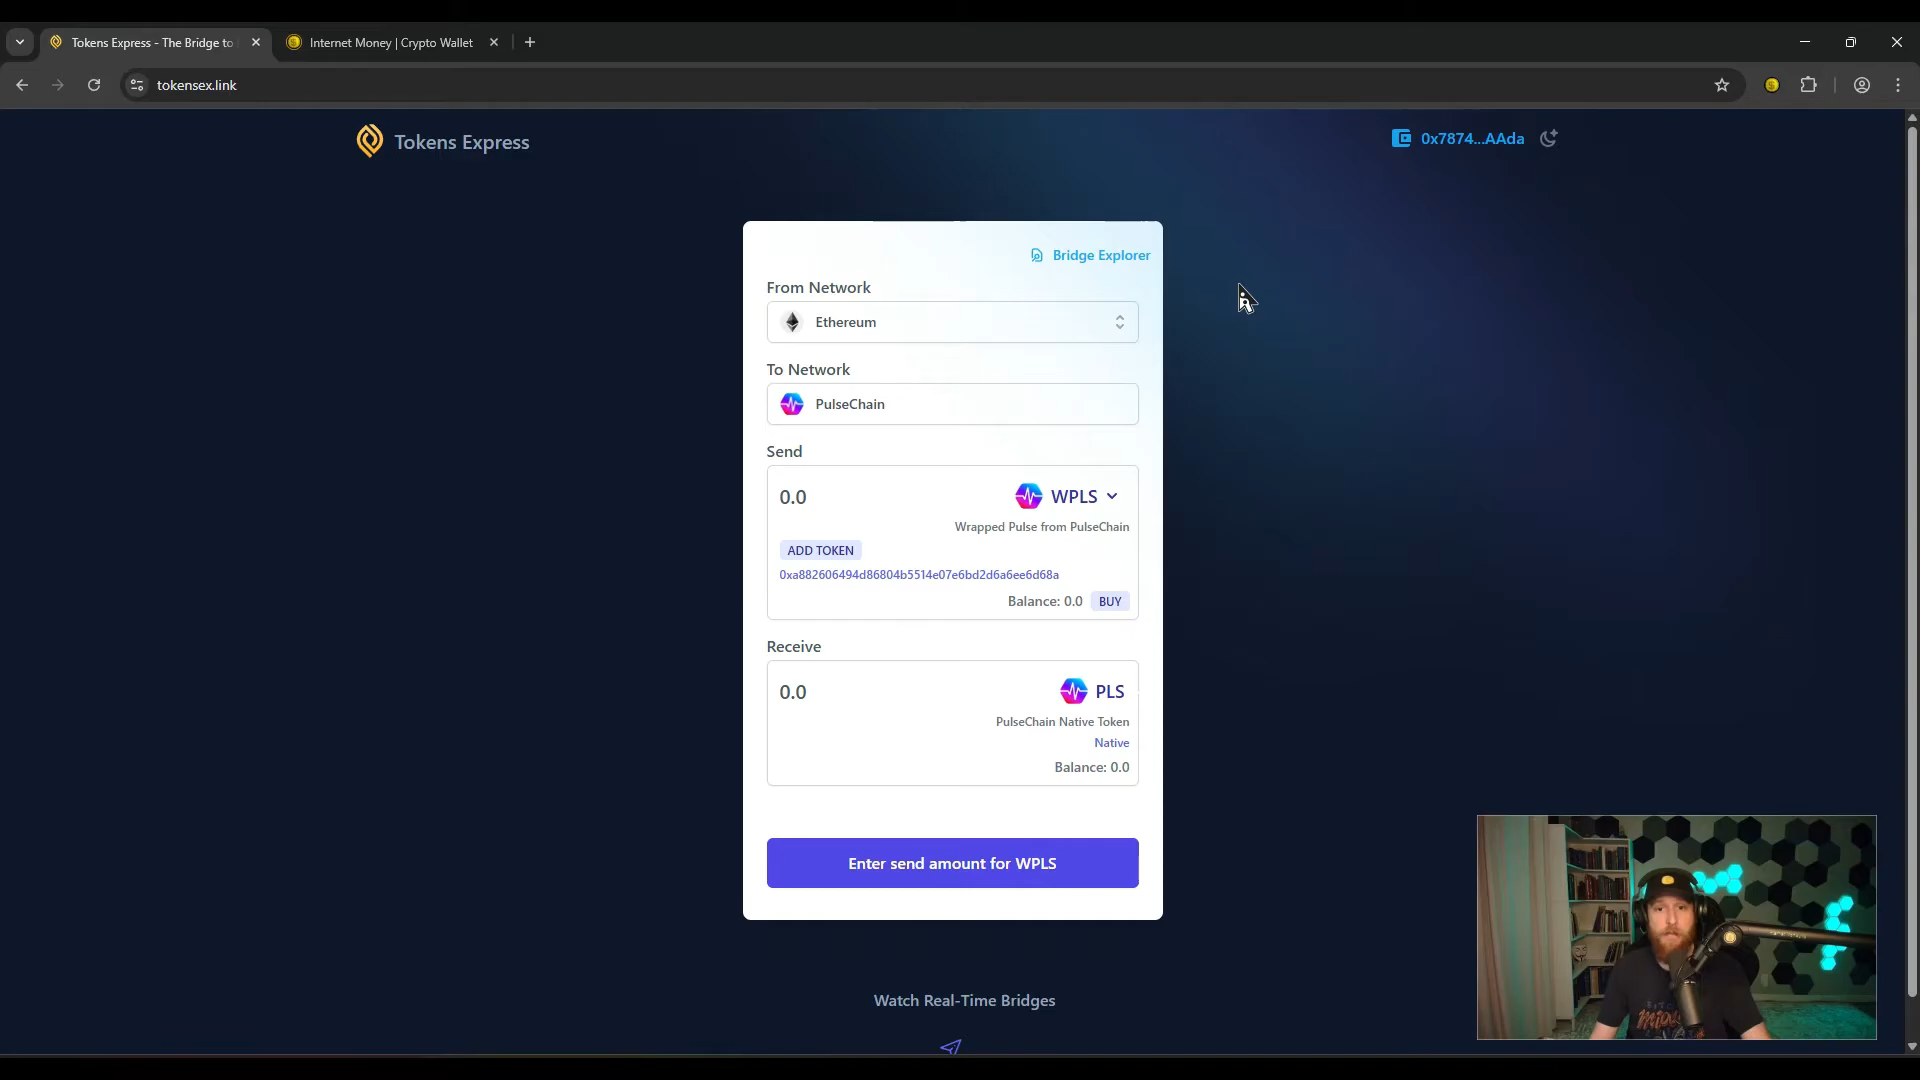 Tokens Express - The Bridge to
Internet Money | Crypto Wallet
tokensex.link
Tokens Express
0x7874...AAda
Bridge Explorer
From Network
Ethereum
To Network
PulseChain
Send
0.0
WPLS
Wrapped Pulse from PulseChain
ADD TOKEN
0xa882606494d86804b5514e07e6bd2d6a6ee6d68a
Balance: 0.0 BUY
Receive
0.0
PLS
PulseChain Native Token
Native
Balance: 0.0
Enter send amount for WPLS
Watch Real-Time Bridges